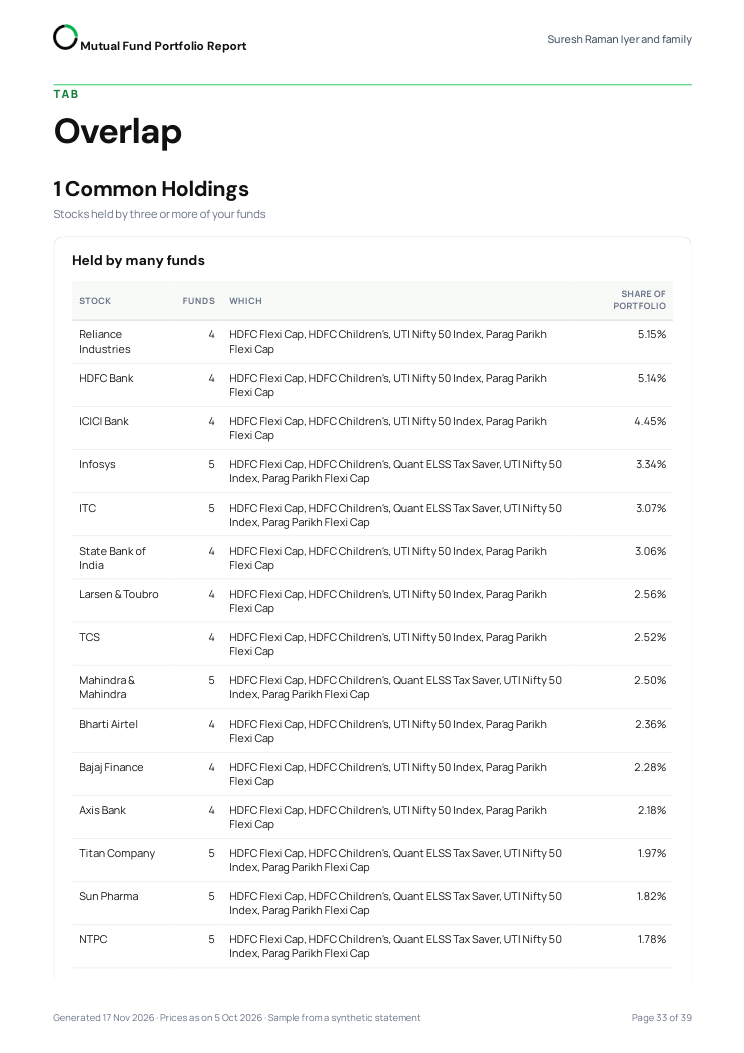 Mutual Fund Portfolio Report
Suresh Raman Iyer and family
TAB
Overlap
1 Common Holdings
Stocks held by three or more of your funds
Held by many funds
STOCK FUNDS WHICH SHARE OF
PORTFOLIO
Reliance 4 HDFC Flexi Cap, HDFC Children's, UTI Nifty 50 Index, Parag Parikh 5.15%
Industries Flexi Cap
HDFC Bank 4 HDFC Flexi Cap, HDFC Children's, UTI Nifty 50 Index, Parag Parikh 5.14%
Flexi Cap
ICICI Bank 4 HDFC Flexi Cap, HDFC Children's, UTI Nifty 50 Index, Parag Parikh 4.45%
Flexi Cap
Infosys 5 HDFC Flexi Cap, HDFC Children's, Quant ELSS Tax Saver, UTI Nifty 50 3.34%
Index, Parag Parikh Flexi Cap
ITC 5 HDFC Flexi Cap, HDFC Children's, Quant ELSS Tax Saver, UTI Nifty 50 3.07%
Index, Parag Parikh Flexi Cap
State Bank of 4 HDFC Flexi Cap, HDFC Children's, UTI Nifty 50 Index, Parag Parikh 3.06%
India Flexi Cap
Larsen & Toubro 4 HDFC Flexi Cap, HDFC Children's, UTI Nifty 50 Index, Parag Parikh 2.56%
Flexi Cap
TCS 4 HDFC Flexi Cap, HDFC Children's, UTI Nifty 50 Index, Parag Parikh 2.52%
Flexi Cap
Mahindra & 5 HDFC Flexi Cap, HDFC Children's, Quant ELSS Tax Saver, UTI Nifty 50 2.50%
Mahindra Index, Parag Parikh Flexi Cap
Bharti Airtel 4 HDFC Flexi Cap, HDFC Children's, UTI Nifty 50 Index, Parag Parikh 2.36%
Flexi Cap
Bajaj Finance 4 HDFC Flexi Cap, HDFC Children's, UTI Nifty 50 Index, Parag Parikh 2.28%
Flexi Cap
Axis Bank 4 HDFC Flexi Cap, HDFC Children's, UTI Nifty 50 Index, Parag Parikh 2.18%
Flexi Cap
Titan Company 5 HDFC Flexi Cap, HDFC Children's, Quant ELSS Tax Saver, UTI Nifty 50 1.97%
Index, Parag Parikh Flexi Cap
Sun Pharma 5 HDFC Flexi Cap, HDFC Children's, Quant ELSS Tax Saver, UTI Nifty 50 1.82%
Index, Parag Parikh Flexi Cap
NTPC 5 HDFC Flexi Cap, HDFC Children's, Quant ELSS Tax Saver, UTI Nifty 50 1.78%
Index, Parag Parikh Flexi Cap
Generated 17 Nov 2026 · Prices as on 5 Oct 2026 · Sample from a synthetic statement
Page 33 of 39